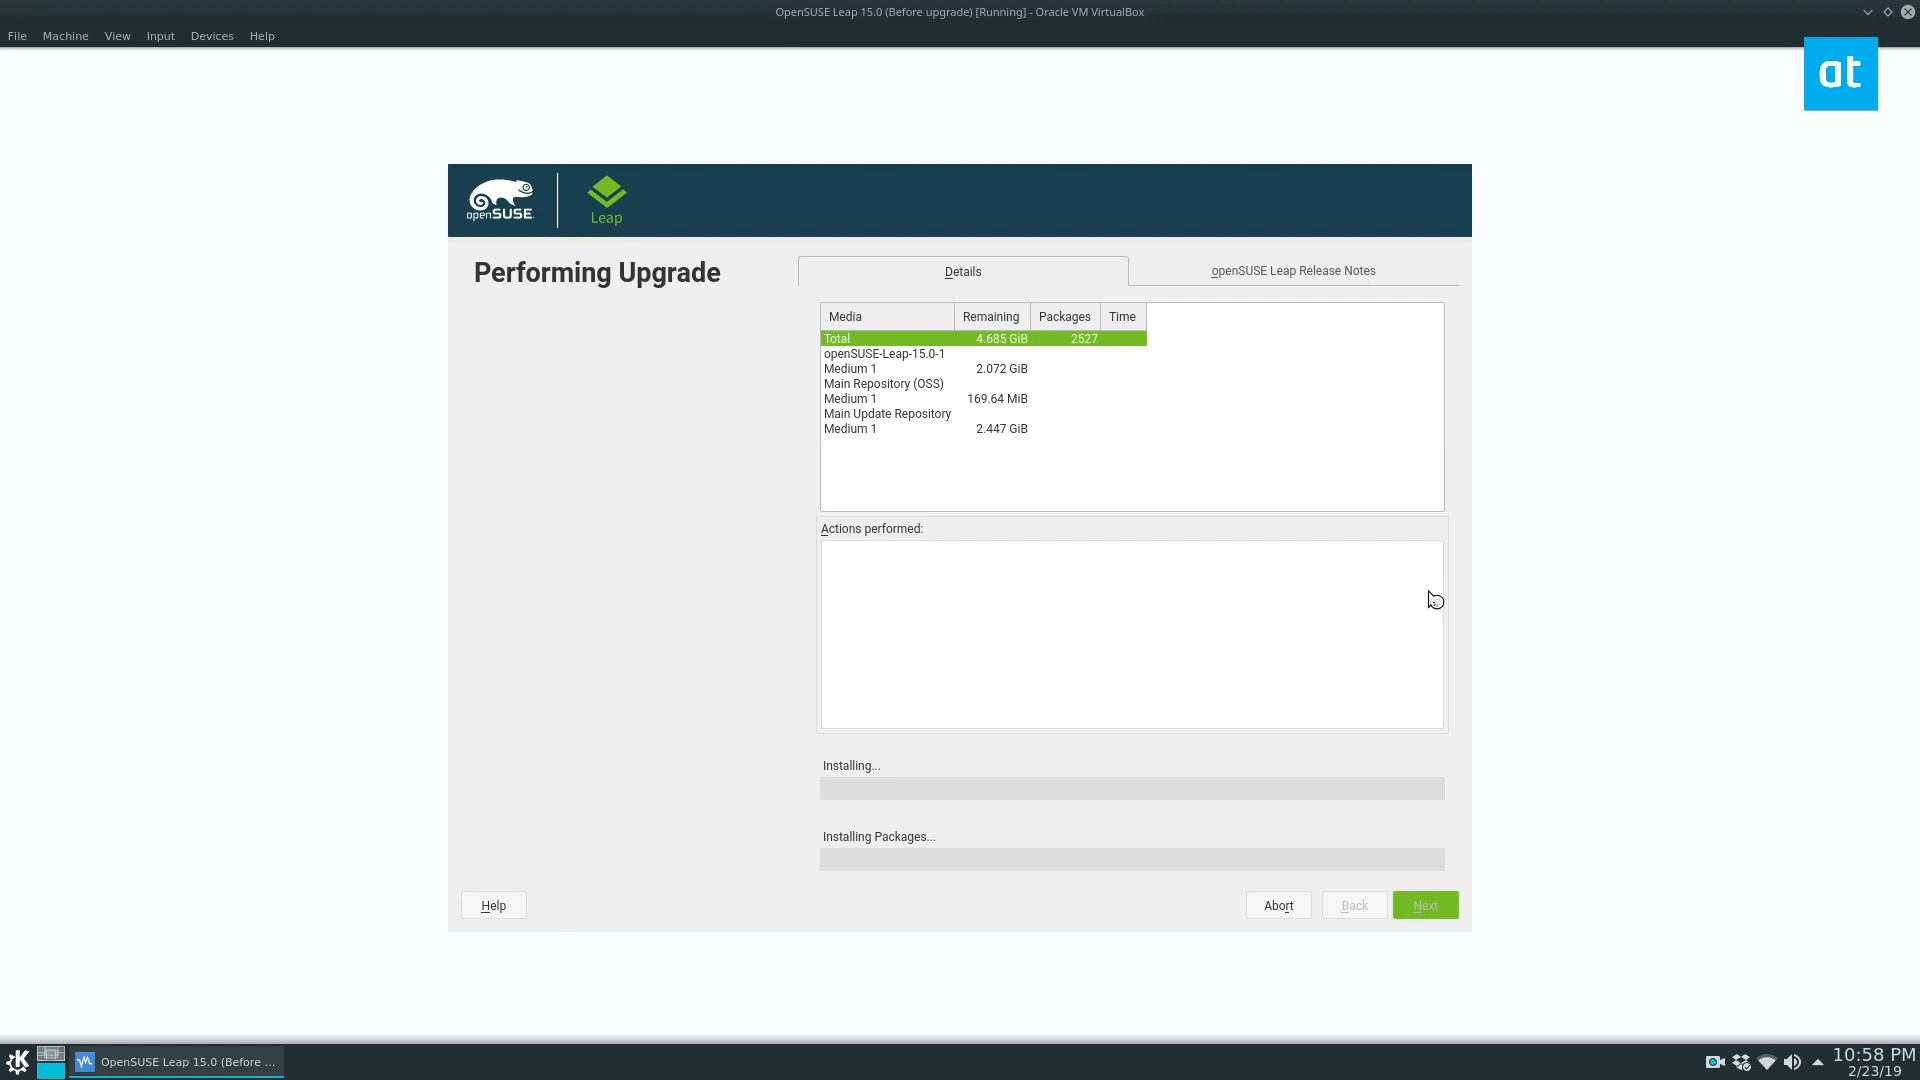 OpenSUSE Leap 15.0 (Before upgrade) [Running] - Oracle VM VirtualBox
File Machine View Input Devices Help
at
openSUSE
Leap
Performing Upgrade
Details
openSUSE Leap Release Notes
Media Remaining Packages Time
Total 4.685 GiB 2527
openSUSE-Leap-15.0-1
Medium 1 2.072 GiB
Main Repository (OSS)
Medium 1 169.64 MiB
Main Update Repository
Medium 1 2.447 GiB
Actions performed:
Installing...
Installing Packages...
Help
Abort
Back
Next
OpenSUSE Leap 15.0 (Before ...
10:58 PM
2/23/19